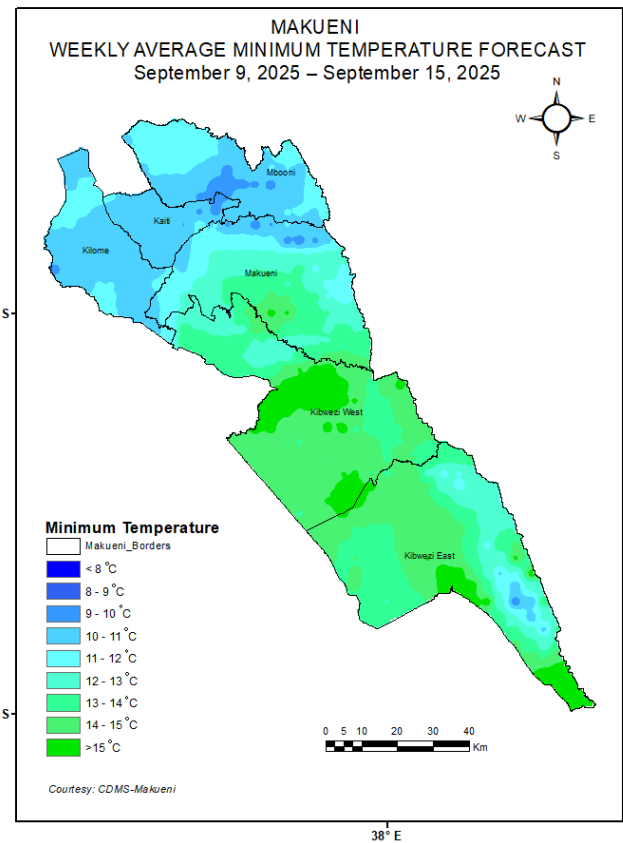 MAKUENI
WEEKLY AVERAGE MINIMUM TEMPERATURE FORECAST
September 9, 2025 – September 15, 2025
N
W
E
S
Mbooni
Kaiti
Kilome
Makueni
S
Kibwezi West
Kibwezi East
Minimum Temperature
Makueni_Borders
< 8 °C
8 - 9 °C
9 - 10 °C
10 - 11 °C
11 - 12 °C
12 - 13 °C
13 - 14 °C
14 - 15 °C
>15 °C
S
0 5 10 20 30 40
Km
Courtesy: CDMS-Makueni
38° E